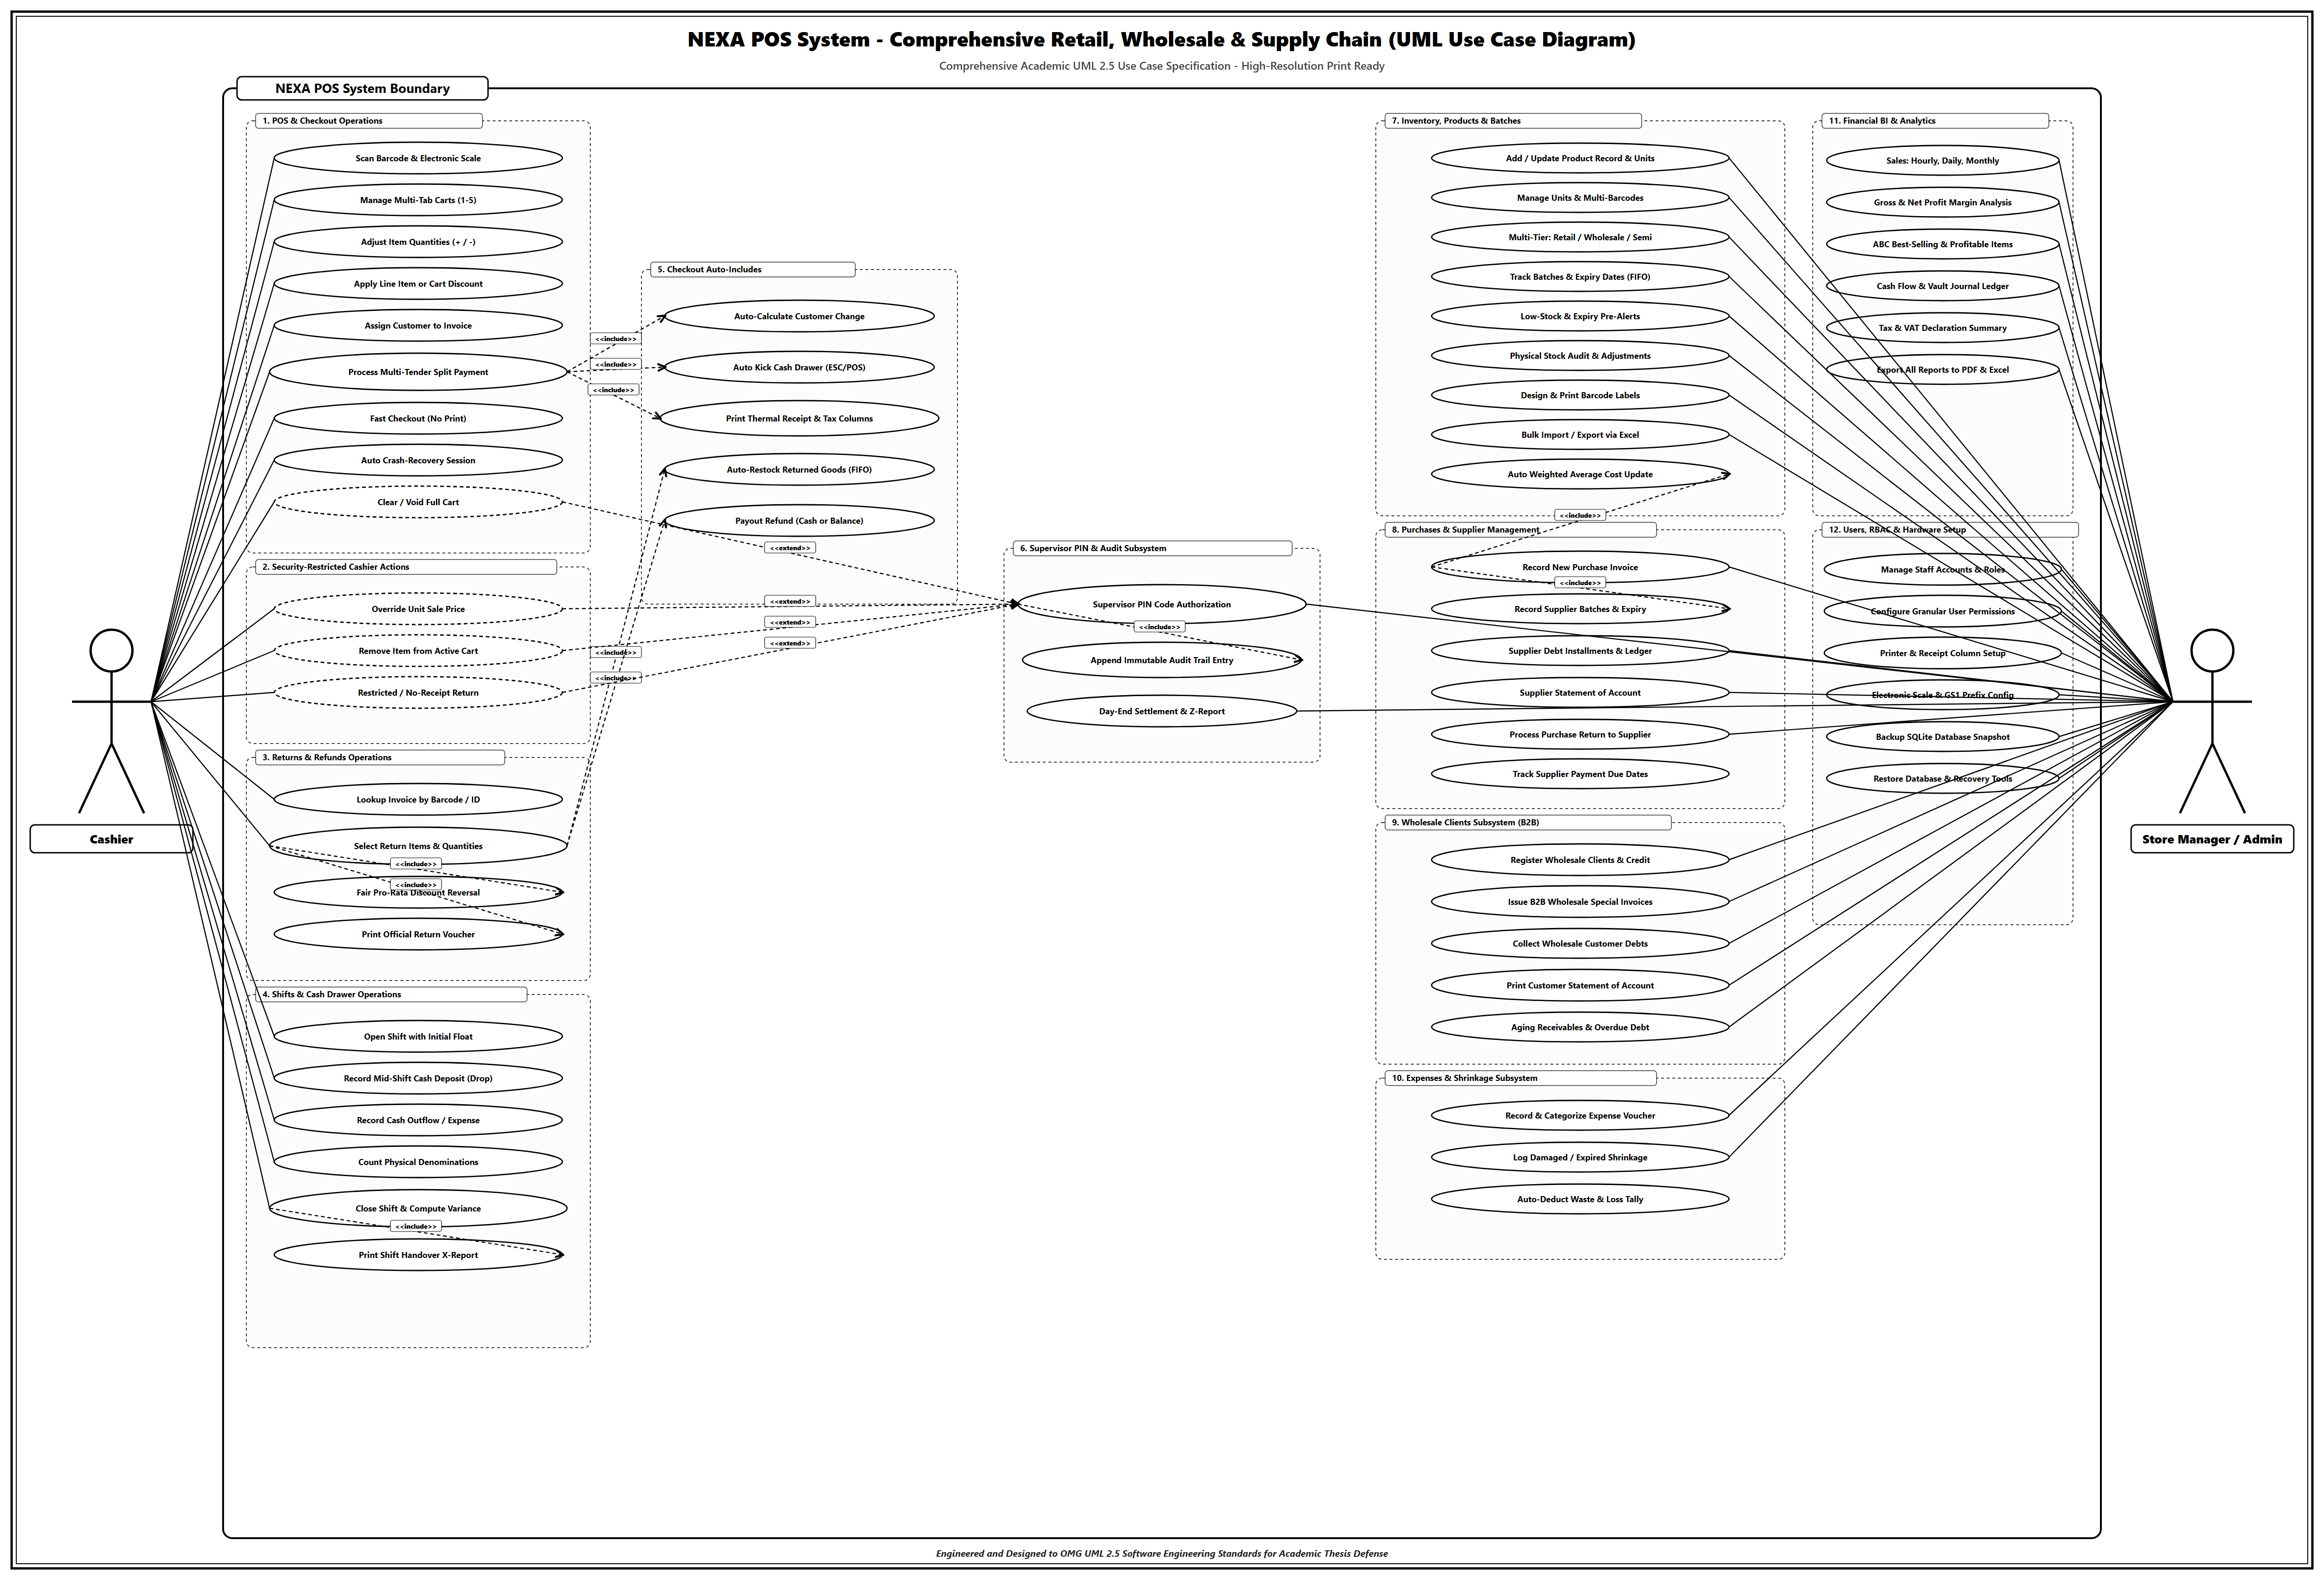 NEXA POS System - Comprehensive Retail, Wholesale & Supply Chain (UML Use Case Diagram)
Comprehensive Academic UML 2.5 Use Case Specification - High-Resolution Print Ready
NEXA POS System Boundary
1. POS & Checkout Operations
Scan Barcode & Electronic Scale
Manage Multi-Tab Carts (1-5)
Adjust Item Quantities (+ / -)
Apply Line Item or Cart Discount
Assign Customer to Invoice
Process Multi-Tender Split Payment
Fast Checkout (No Print)
Auto Crash-Recovery Session
Clear / Void Full Cart
2. Security-Restricted Cashier Actions
Override Unit Sale Price
Remove Item from Active Cart
Restricted / No-Receipt Return
3. Returns & Refunds Operations
Lookup Invoice by Barcode / ID
Select Return Items & Quantities
<<include>>
<<include>>
Fair Pro-Rata Discount Reversal
Print Official Return Voucher
4. Shifts & Cash Drawer Operations
Open Shift with Initial Float
Record Mid-Shift Cash Deposit (Drop)
Record Cash Outflow / Expense
Count Physical Denominations
Close Shift & Compute Variance
<<include>>
Print Shift Handover X-Report
Cashier
<<include>>
<<include>>
<<include>>
<<include>>
<<include>>
5. Checkout Auto-Includes
Auto-Calculate Customer Change
Auto Kick Cash Drawer (ESC/POS)
Print Thermal Receipt & Tax Columns
Auto-Restock Returned Goods (FIFO)
Payout Refund (Cash or Balance)
<<extend>>
<<extend>>
<<extend>>
<<extend>>
6. Supervisor PIN & Audit Subsystem
Supervisor PIN Code Authorization
<<include>>
Append Immutable Audit Trail Entry
Day-End Settlement & Z-Report
7. Inventory, Products & Batches
Add / Update Product Record & Units
Manage Units & Multi-Barcodes
Multi-Tier: Retail / Wholesale / Semi
Track Batches & Expiry Dates (FIFO)
Low-Stock & Expiry Pre-Alerts
Physical Stock Audit & Adjustments
Design & Print Barcode Labels
Bulk Import / Export via Excel
Auto Weighted Average Cost Update
<<include>>
8. Purchases & Supplier Management
Record New Purchase Invoice
<<include>>
Record Supplier Batches & Expiry
Supplier Debt Installments & Ledger
Supplier Statement of Account
Process Purchase Return to Supplier
Track Supplier Payment Due Dates
9. Wholesale Clients Subsystem (B2B)
Register Wholesale Clients & Credit
Issue B2B Wholesale Special Invoices
Collect Wholesale Customer Debts
Print Customer Statement of Account
Aging Receivables & Overdue Debt
10. Expenses & Shrinkage Subsystem
Record & Categorize Expense Voucher
Log Damaged / Expired Shrinkage
Auto-Deduct Waste & Loss Tally
11. Financial BI & Analytics
Sales: Hourly, Daily, Monthly
Gross & Net Profit Margin Analysis
ABC Best-Selling & Profitable Items
Cash Flow & Vault Journal Ledger
Tax & VAT Declaration Summary
Export All Reports to PDF & Excel
12. Users, RBAC & Hardware Setup
Manage Staff Accounts & Roles
Configure Granular User Permissions
Printer & Receipt Column Setup
Electronic Scale & GS1 Prefix Config
Backup SQLite Database Snapshot
Restore Database & Recovery Tools
Store Manager / Admin
Engineered and Designed to OMG UML 2.5 Software Engineering Standards for Academic Thesis Defense